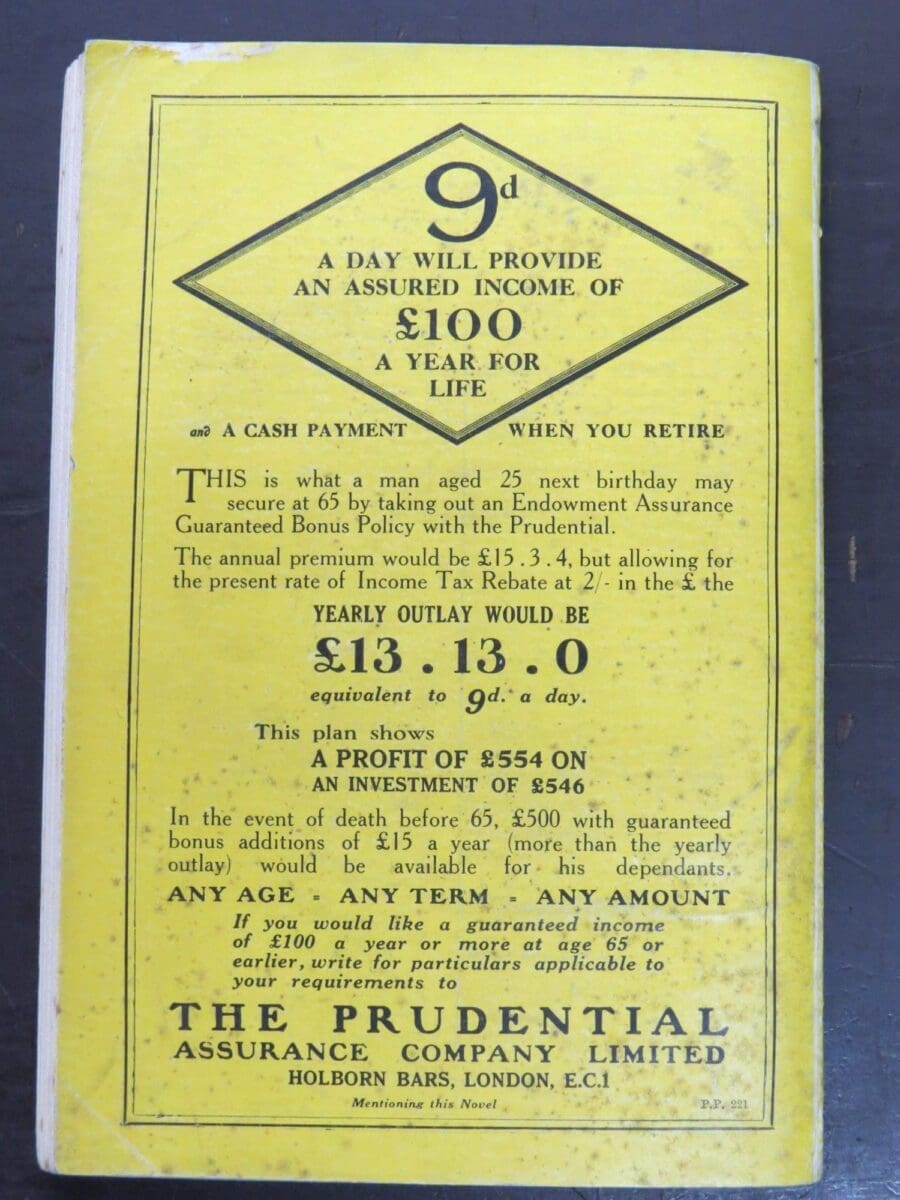 9d
A DAY WILL PROVIDE
AN ASSURED INCOME OF
£100
A YEAR FOR
LIFE
and A CASH PAYMENT WHEN YOU RETIRE
THIS is what a man aged 25 next birthday may
secure at 65 by taking out an Endowment Assurance
Guaranteed Bonus Policy with the Prudential.
The annual premium would be £15.3.4, but allowing for
the present rate of Income Tax Rebate at 2/- in the £ the
YEARLY OUTLAY WOULD BE
£13.13.0
equivalent to 9d. a day.
This plan shows
A PROFIT OF £554 ON
AN INVESTMENT OF £546
In the event of death before 65, £500 with guaranteed
bonus additions of £15 a year (more than the yearly
outlay) would be available for his dependants.
ANY AGE - ANY TERM - ANY AMOUNT
If you would like a guaranteed income
of £100 a year or more at age 65 or
earlier, write for particulars applicable to
your requirements to
THE PRUDENTIAL
ASSURANCE COMPANY LIMITED
HOLBORN BARS, LONDON, E.C.1
Mentioning this Novel P.P. 221